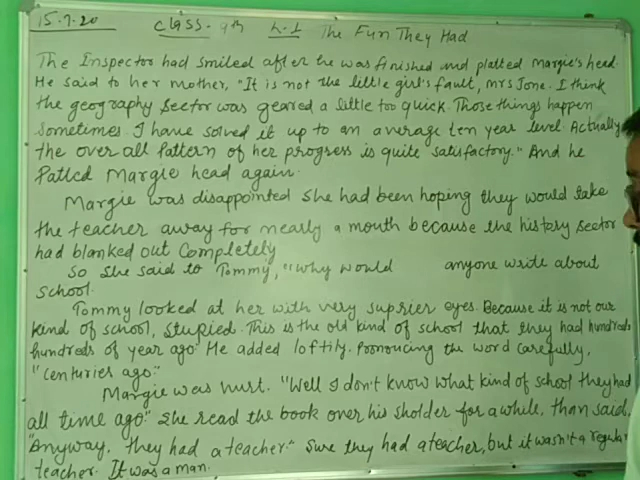 15.7.20 Class-9th L-1 The Fun They Had
The Inspector had smiled after he was finished and platted margie's head.
He said to her mother, "It is not the little girl's fault, mrs Jone. I think
the geography sector was geared a little too quick. Those things happen
sometimes. I have solved it up to an average ten year level. Actually
the over all Pattern of her progress is quite satisfactory." And he
Patted Margie head again.
Margie was disappointed She had been hoping they would take
the teacher away for nearly a mouth because the history sector
had blanked out Completely
So She said to Tommy, "why would anyone write about
School.
Tommy looked at her with very suprier eyes. Because it is not our
kind of school, Stupied. This is the old kind of school that they had hundreds
hundreds of year ago. He added loftily. Pronoucing the word carefully,
"Centuries ago."
Margie was hurt. "Well I don't know what kind of school they had
all time ago." She read the book over his sholder for a while, than said,
"Anyway, they had a teacher." Sure they had a teacher, but it wasn't a regular
teacher. It was a man.